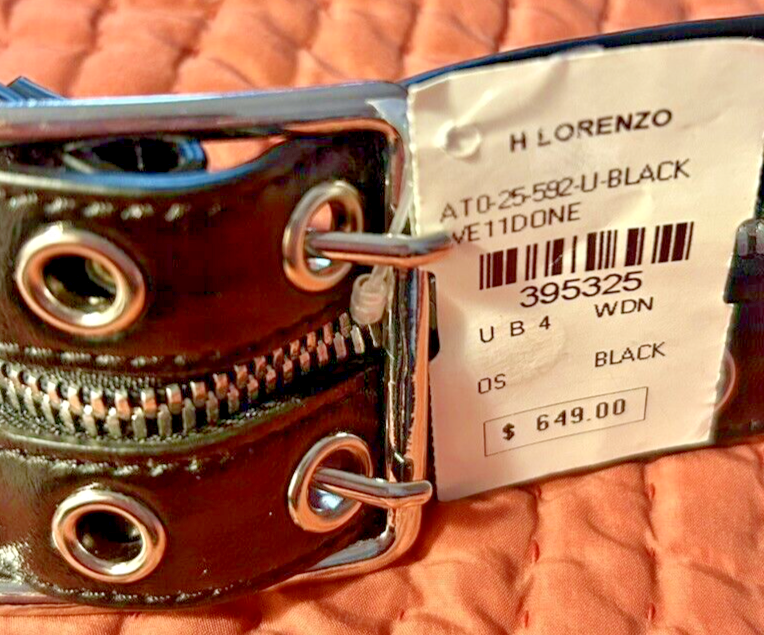 H LORENZO
AT0-25-592-U-BLACK
WE11DONE
395325
U B 4 WDN
OS BLACK
$ 649.00